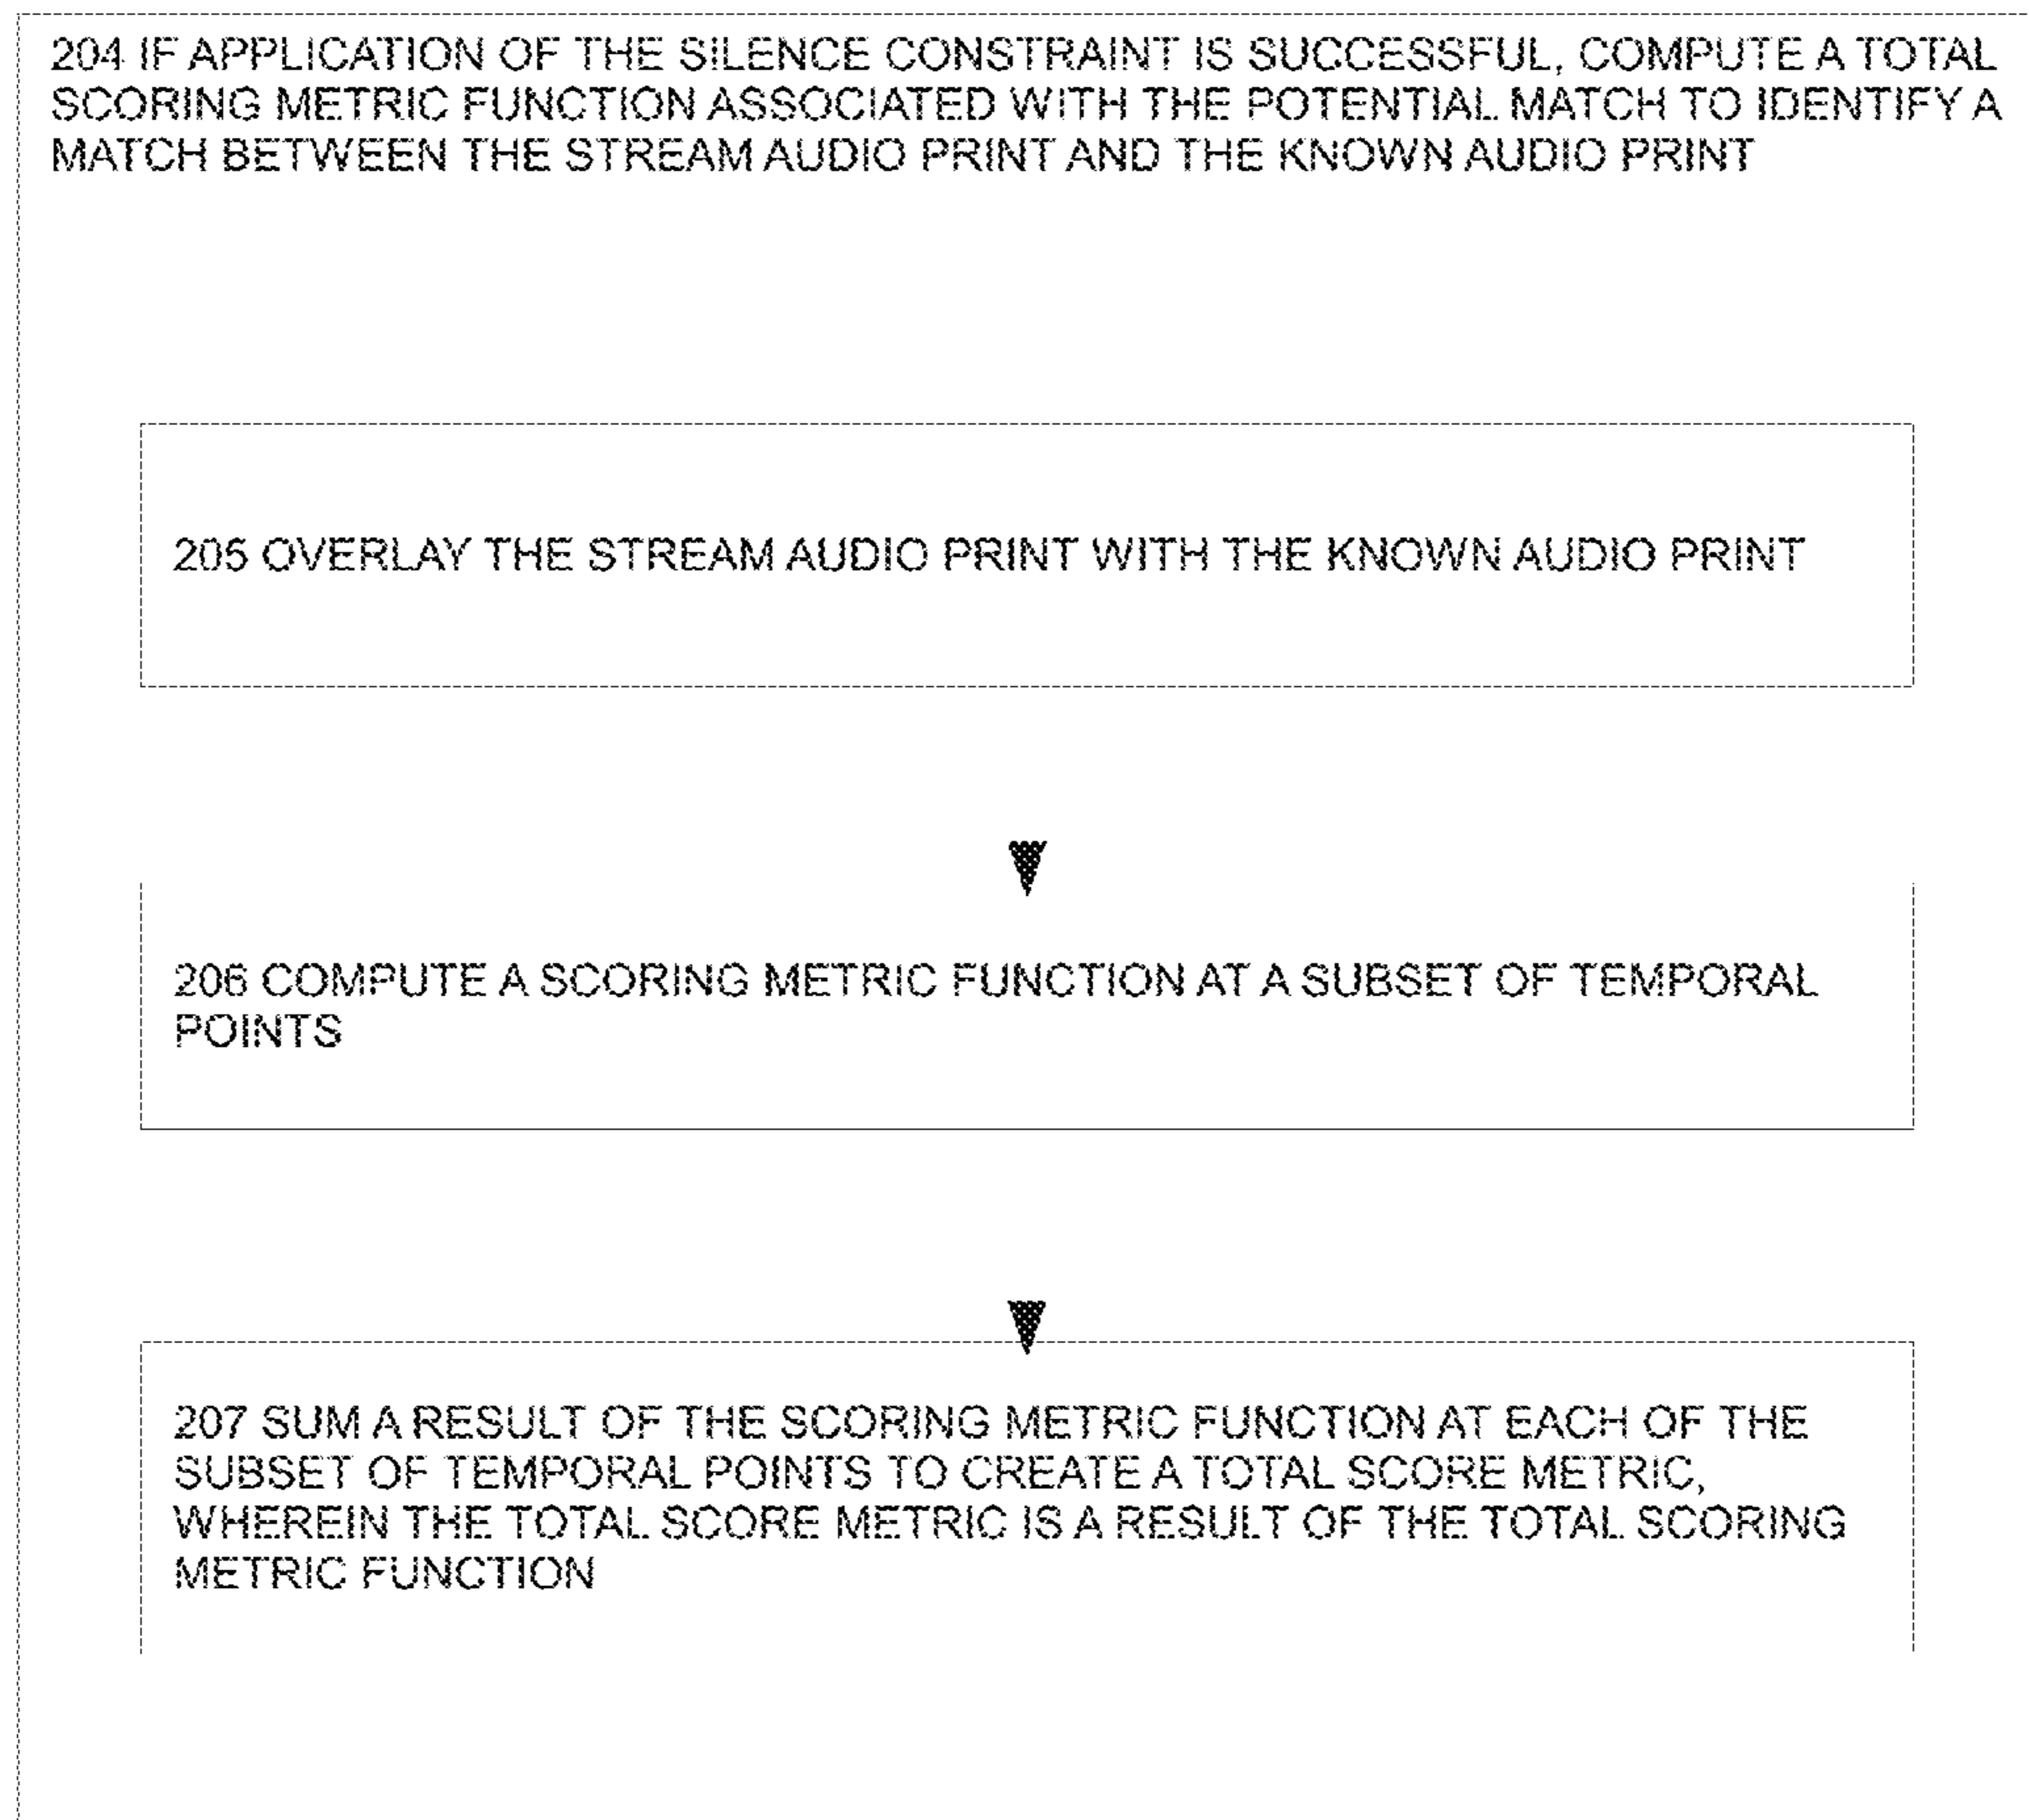 204 IF APPLICATION OF THE SILENCE CONSTRAINT IS SUCCESSFUL, COMPUTE A TOTAL
SCORING METRIC FUNCTION ASSOCIATED WITH THE POTENTIAL MATCH TO IDENTIFY A
MATCH BETWEEN THE STREAM AUDIO PRINT AND THE KNOWN AUDIO PRINT
205 OVERLAY THE STREAM AUDIO PRINT WITH THE KNOWN AUDIO PRINT
206 COMPUTE A SCORING METRIC FUNCTION AT A SUBSET OF TEMPORAL
POINTS
207 SUM A RESULT OF THE SCORING METRIC FUNCTION AT EACH OF THE
SUBSET OF TEMPORAL POINTS TO CREATE A TOTAL SCORE METRIC,
WHEREIN THE TOTAL SCORE METRIC IS A RESULT OF THE TOTAL SCORING
METRIC FUNCTION